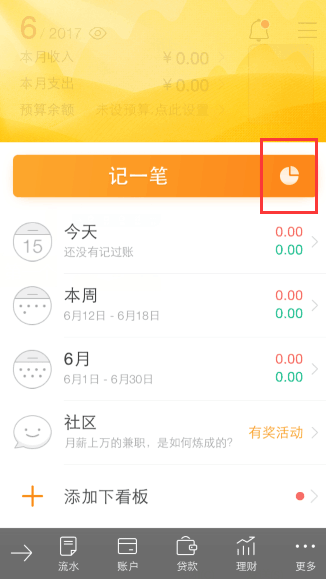 6 / 2017
本月收入 ¥ 0.00
本月支出 ¥ 0.00
预算余额 未设预算,点此设置
记一笔
15 今天 0.00
还没有记过账 0.00
本周 0.00
6月12日 - 6月18日 0.00
6月 0.00
6月1日 - 6月30日 0.00
社区
月薪上万的兼职，是如何炼成的? 有奖活动
添加下看板
流水 账户 贷款 理财 更多